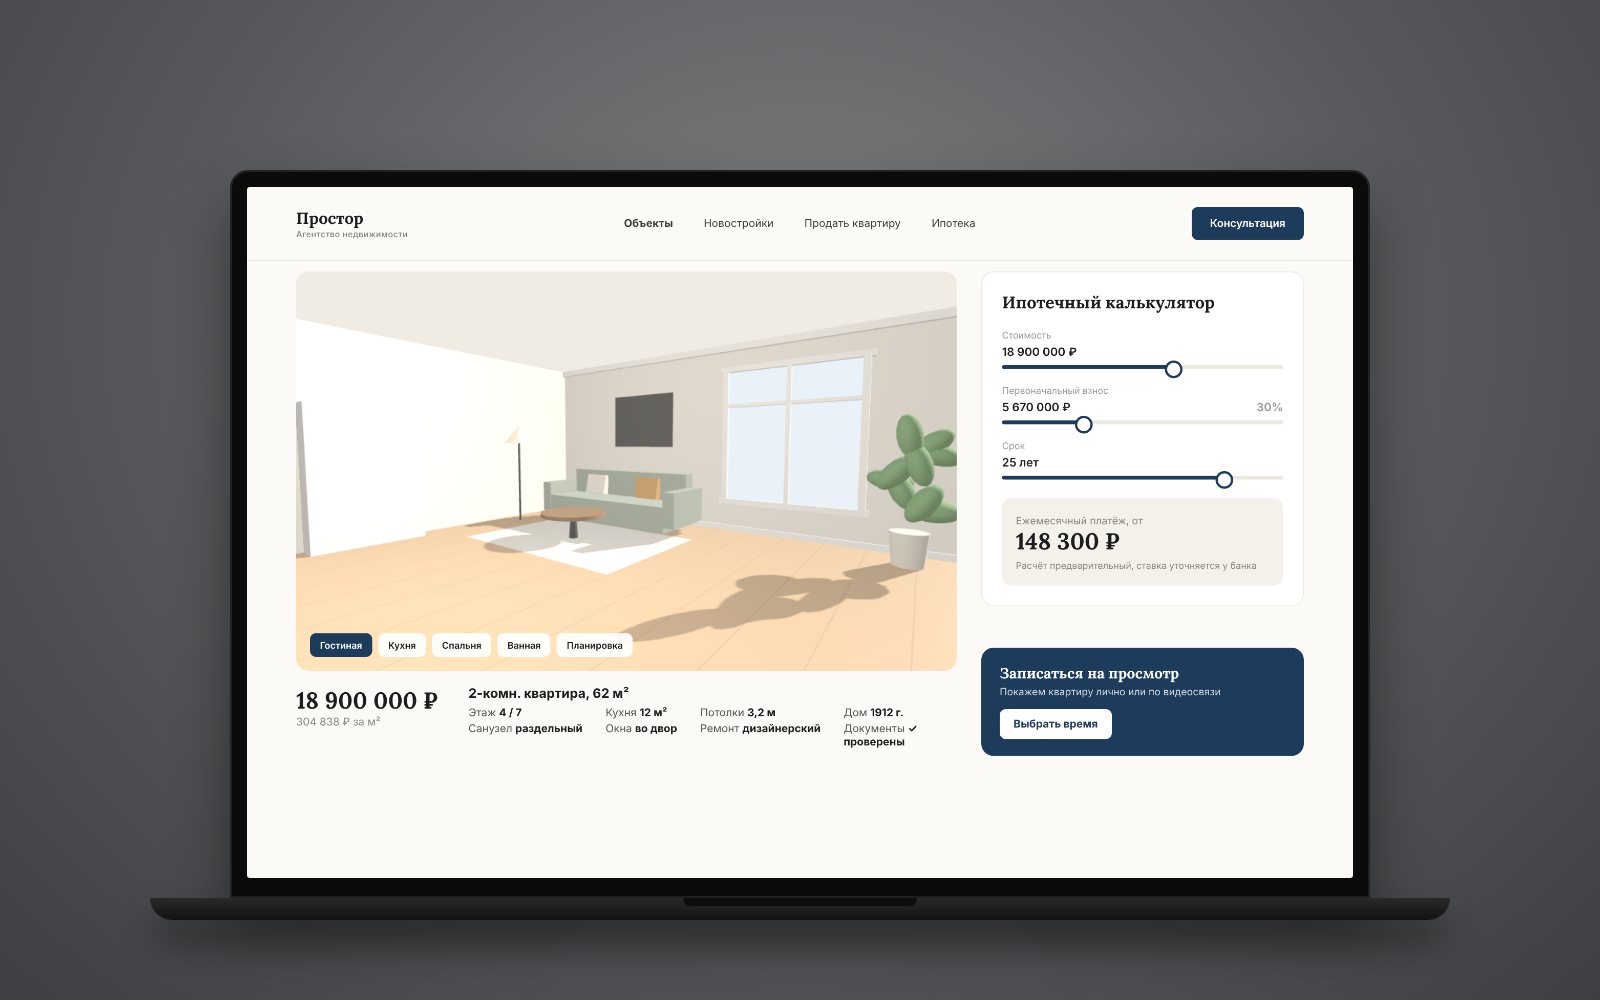 Простор
Агентство недвижимости
Объекты
Новостройки
Продать квартиру
Ипотека
Консультация
Гостиная
Кухня
Спальня
Ванная
Планировка
18 900 000 ₽
304 838 ₽ за м²
2-комн. квартира, 62 м²
Этаж 4 / 7
Кухня 12 м²
Потолки 3,2 м
Дом 1912 г.
Санузел раздельный
Окна во двор
Ремонт дизайнерский
Документы ✓
проверены
Ипотечный калькулятор
Стоимость
18 900 000 ₽
Первоначальный взнос
5 670 000 ₽ 30%
Срок
25 лет
Ежемесячный платёж, от
148 300 ₽
Расчёт предварительный, ставка уточняется у банка
Записаться на просмотр
Покажем квартиру лично или по видеосвязи
Выбрать время